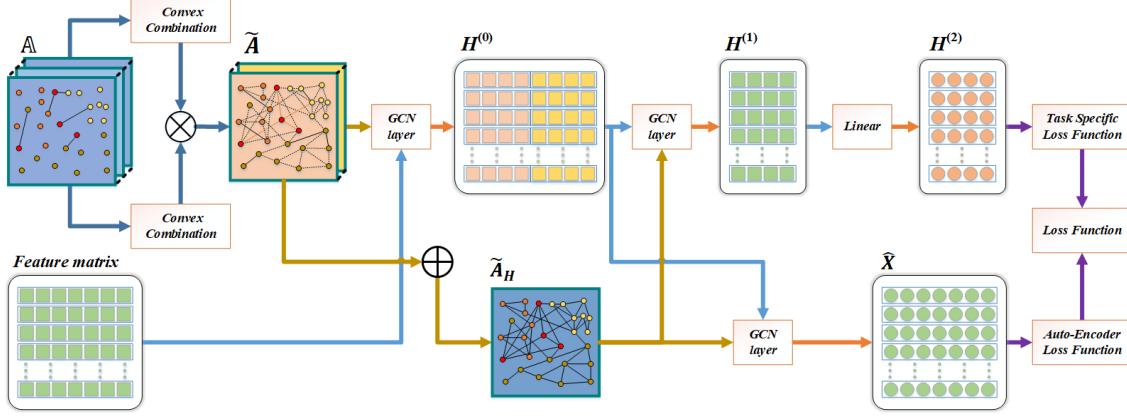 Convex
Combination
𝔸
Ã
H⁽⁰⁾
H⁽¹⁾
H⁽²⁾
GCN
layer
GCN
layer
Linear
Task Specific
Loss Function
Convex
Combination
Loss Function
Feature matrix
Ã_H
X̂
GCN
layer
Auto-Encoder
Loss Function